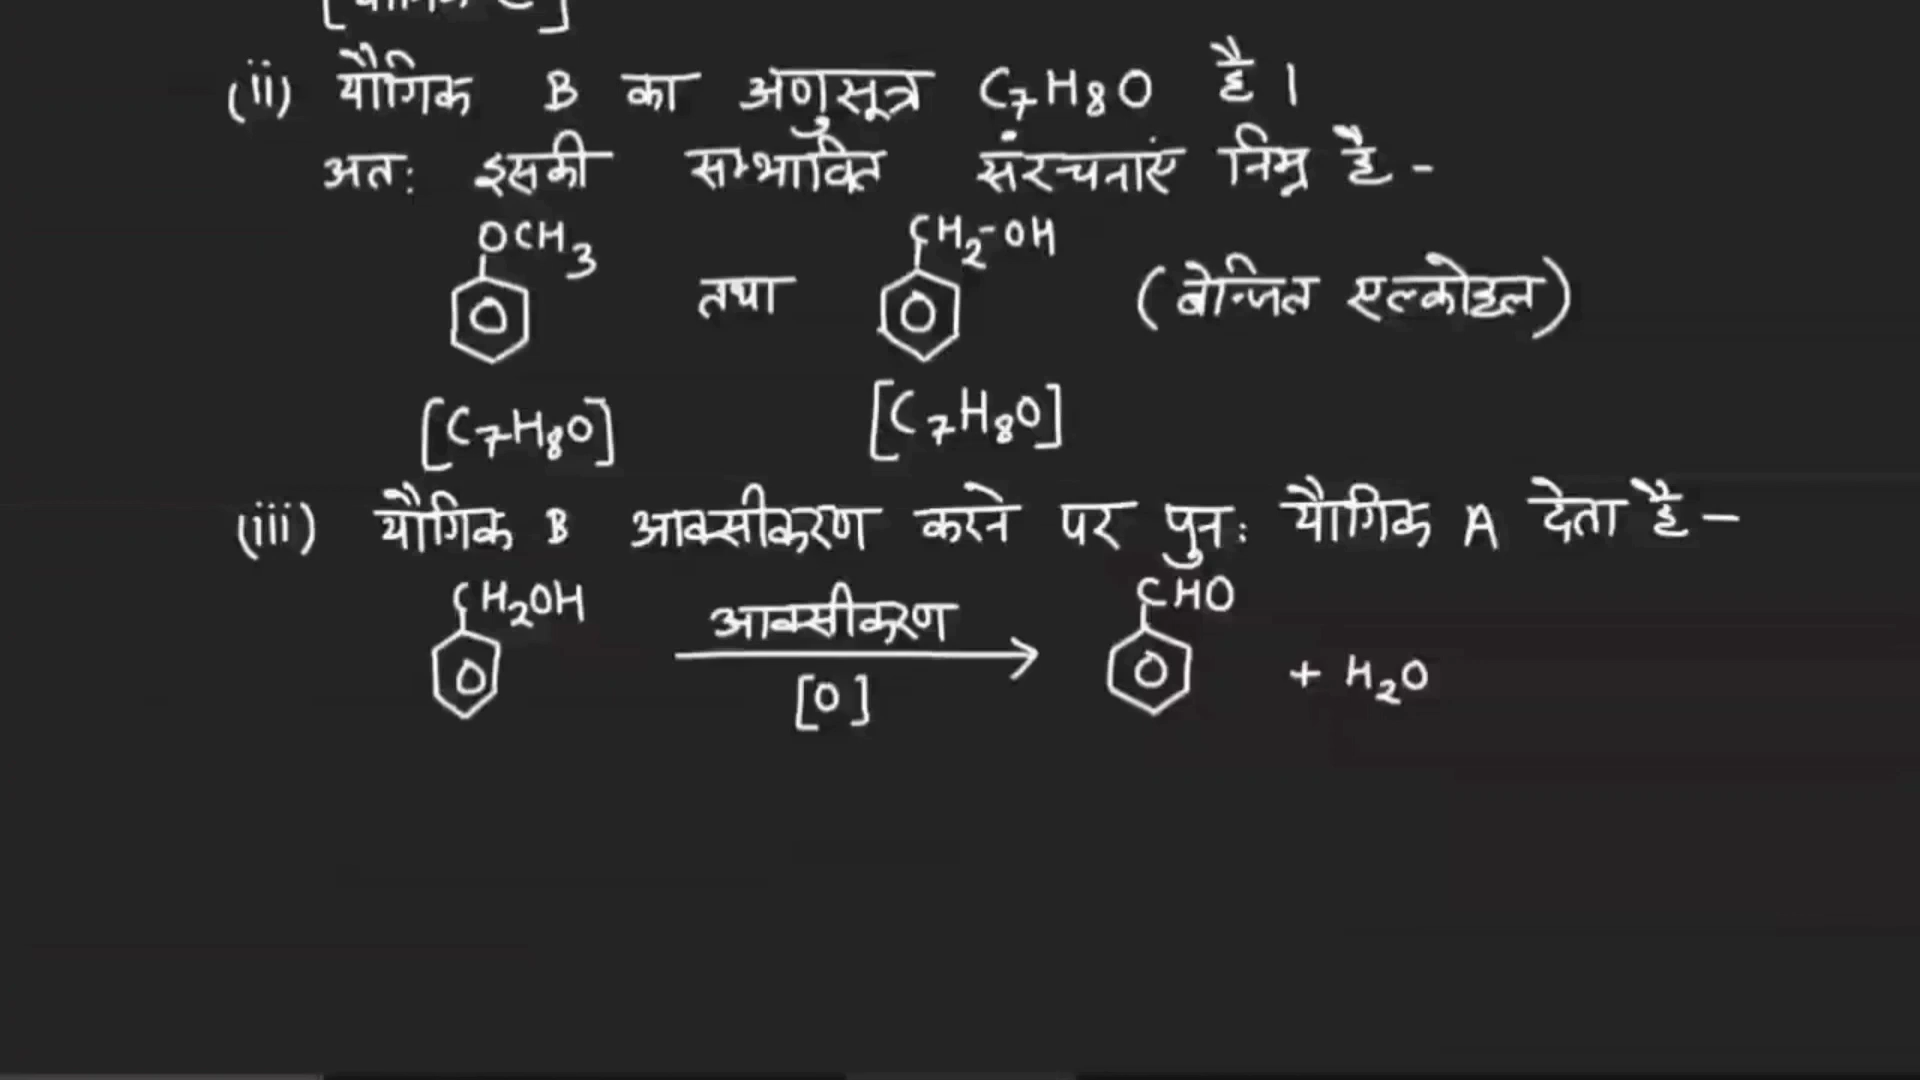 (ii) यौगिक B का अणुसूत्र C₇H₈O है।
अतः इसकी सम्भावित संरचनाएं निम्न है -
OCH₃ तथा CH₂-OH (बेन्जिल एल्कोहल)
[C₇H₈O] [C₇H₈O]
(iii) यौगिक B आक्सीकरण करने पर पुनः यौगिक A देता है -
CH₂OH आक्सीकरण [O] → CHO + H₂O